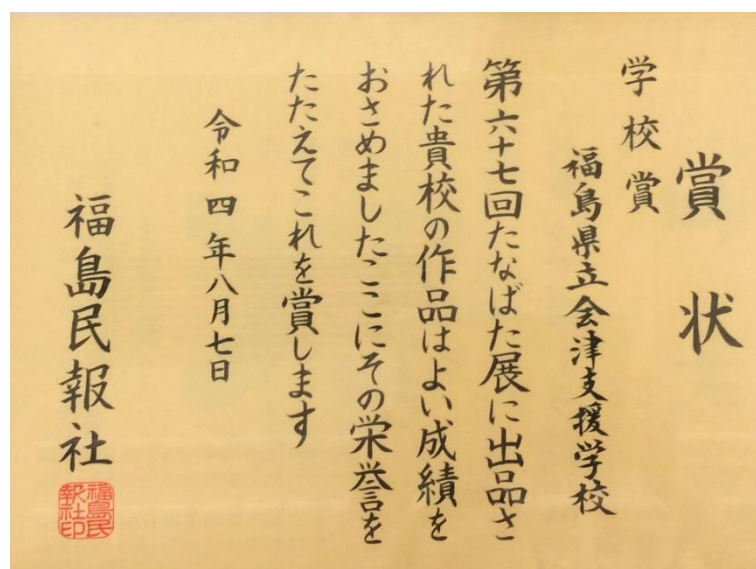 賞状
学校賞
福島県立会津支援学校
第六十七回たなばた展に出品さ
れた貴校の作品はよい成績を
おさめましたここにその栄誉を
たたえてこれを賞します
令和四年八月七日
福島民報社
福島民
報社印